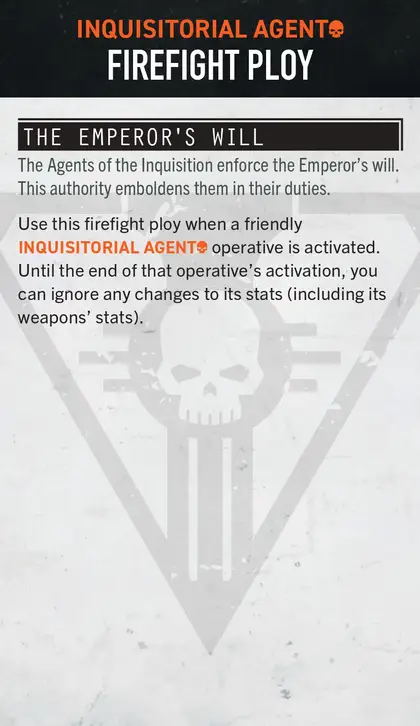 INQUISITORIAL AGENT
FIREFIGHT PLOY
THE EMPEROR'S WILL
The Agents of the Inquisition enforce the Emperor’s will.
This authority emboldens them in their duties.
Use this firefight ploy when a friendly
INQUISITORIAL AGENT operative is activated.
Until the end of that operative’s activation, you
can ignore any changes to its stats (including its
weapons’ stats).